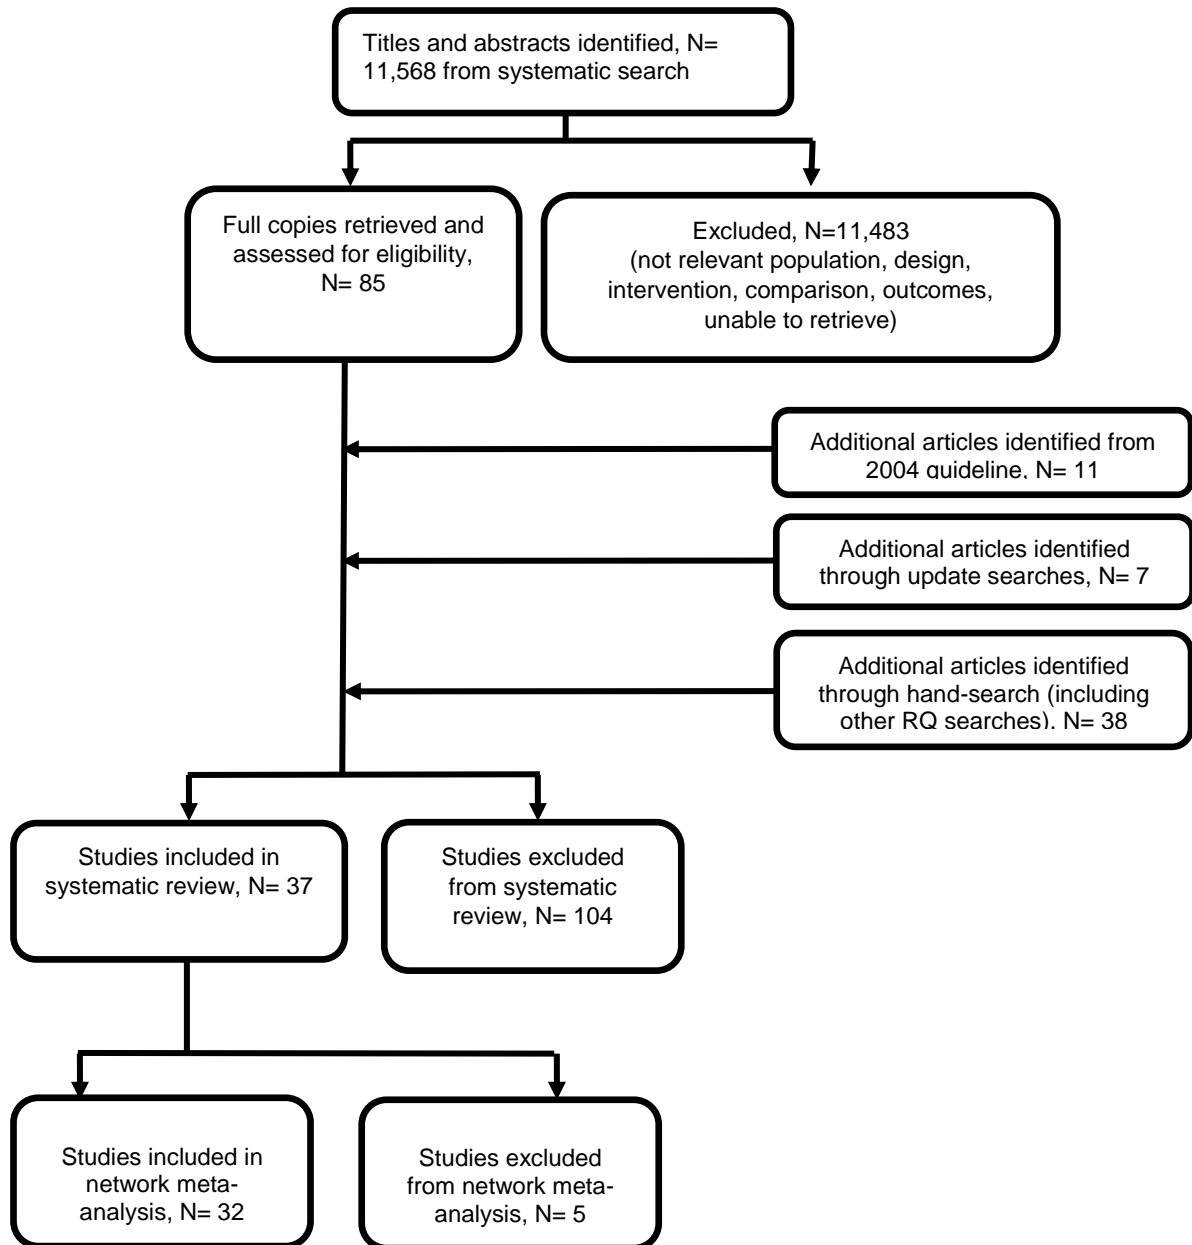 Titles and abstracts identified, N=
11,568 from systematic search
Full copies retrieved and
assessed for eligibility,
N= 85
Excluded, N=11,483
(not relevant population, design,
intervention, comparison, outcomes,
unable to retrieve)
Additional articles identified from
2004 guideline, N= 11
Additional articles identified
through update searches, N= 7
Additional articles identified
through hand-search (including
other RQ searches), N= 38
Studies included in
systematic review, N= 37
Studies excluded
from systematic
review, N= 104
Studies included in
network meta-
analysis, N= 32
Studies excluded
from network meta-
analysis, N= 5